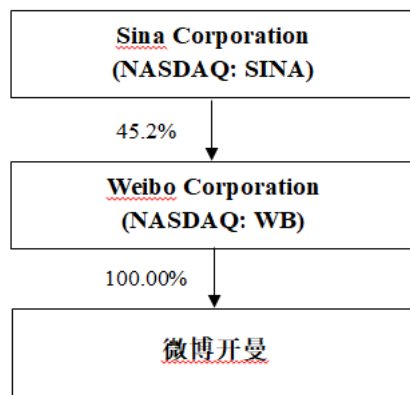 Sina Corporation
(NASDAQ: SINA)
45.2%
Weibo Corporation
(NASDAQ: WB)
100.00%
微博开曼